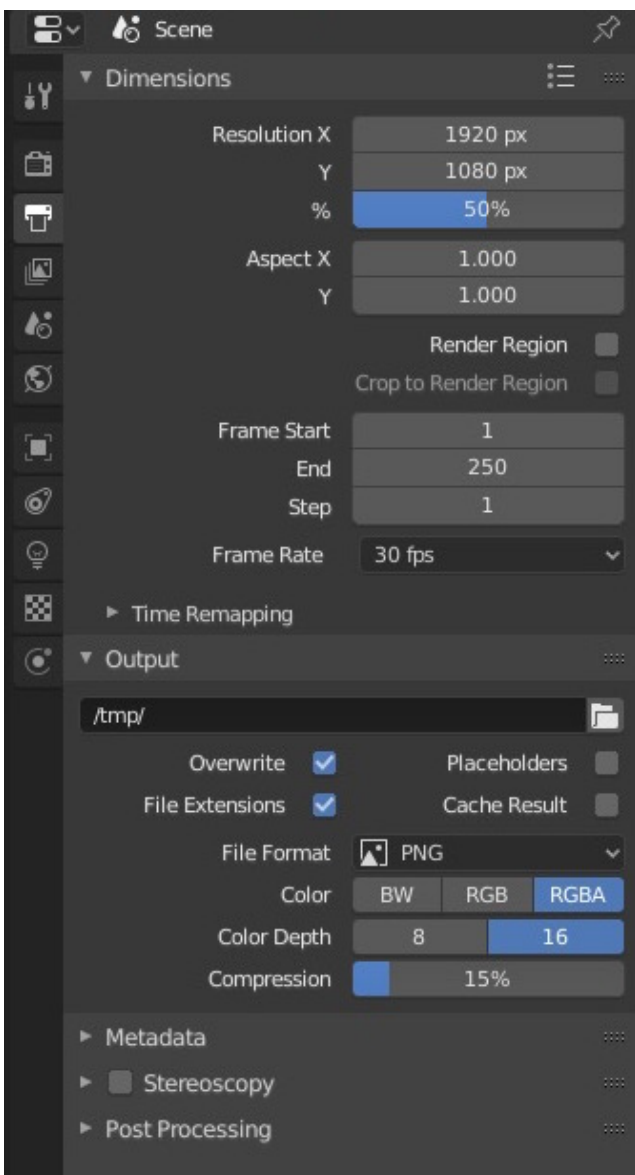 Scene
Dimensions
Resolution X 1920 px
Y 1080 px
% 50%
Aspect X 1.000
Y 1.000
Render Region
Crop to Render Region
Frame Start 1
End 250
Step 1
Frame Rate 30 fps
Time Remapping
Output
/tmp/
Overwrite Placeholders
File Extensions Cache Result
File Format PNG
Color BW RGB RGBA
Color Depth 8 16
Compression 15%
Metadata
Stereoscopy
Post Processing